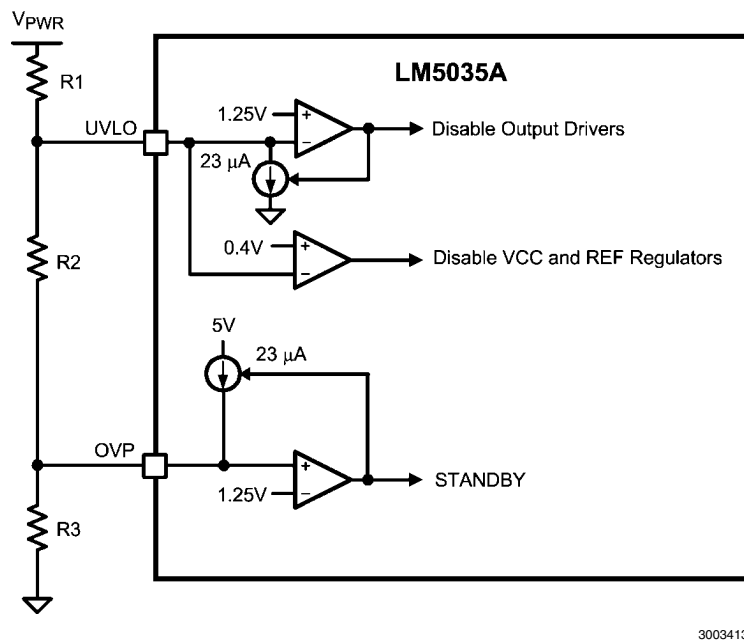 VPWR
LM5035A
R1
1.25V
+
−
UVLO
Disable Output Drivers
23 μA
R2
0.4V
+
−
Disable VCC and REF Regulators
5V
23 μA
OVP
+
1.25V
−
STANDBY
R3
3003413